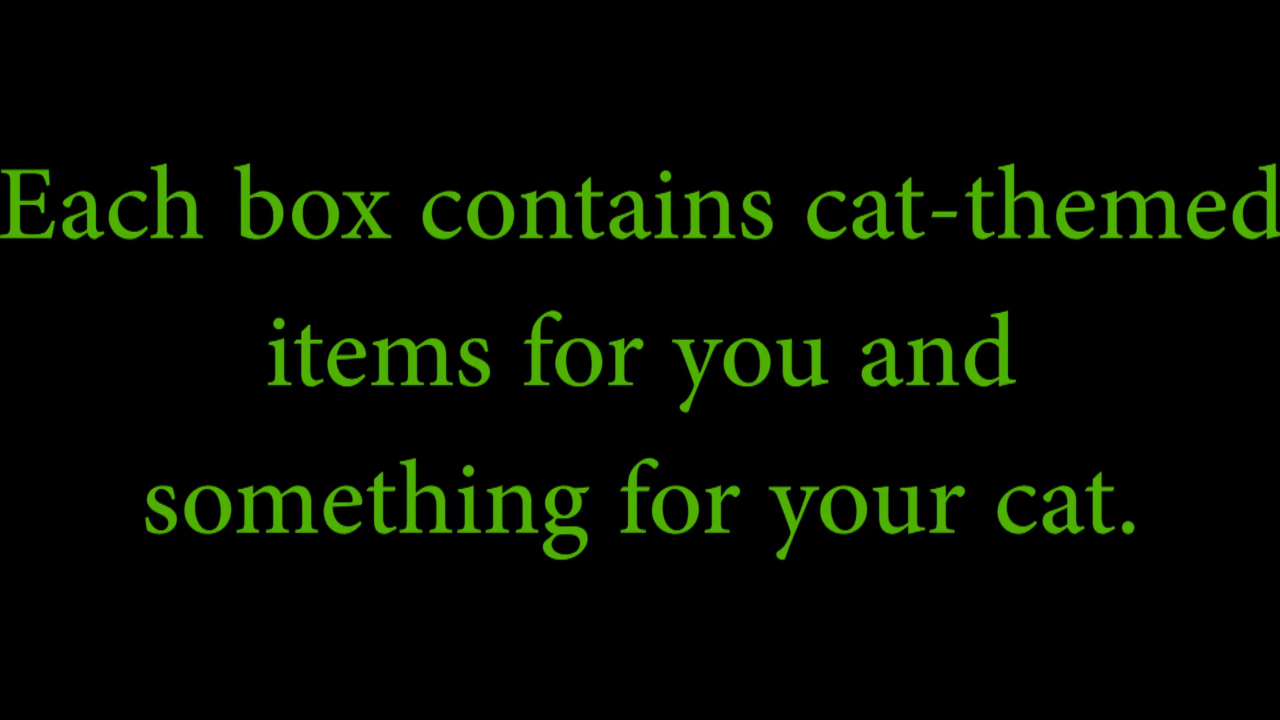 Each box contains cat-themed
items for you and
something for your cat.